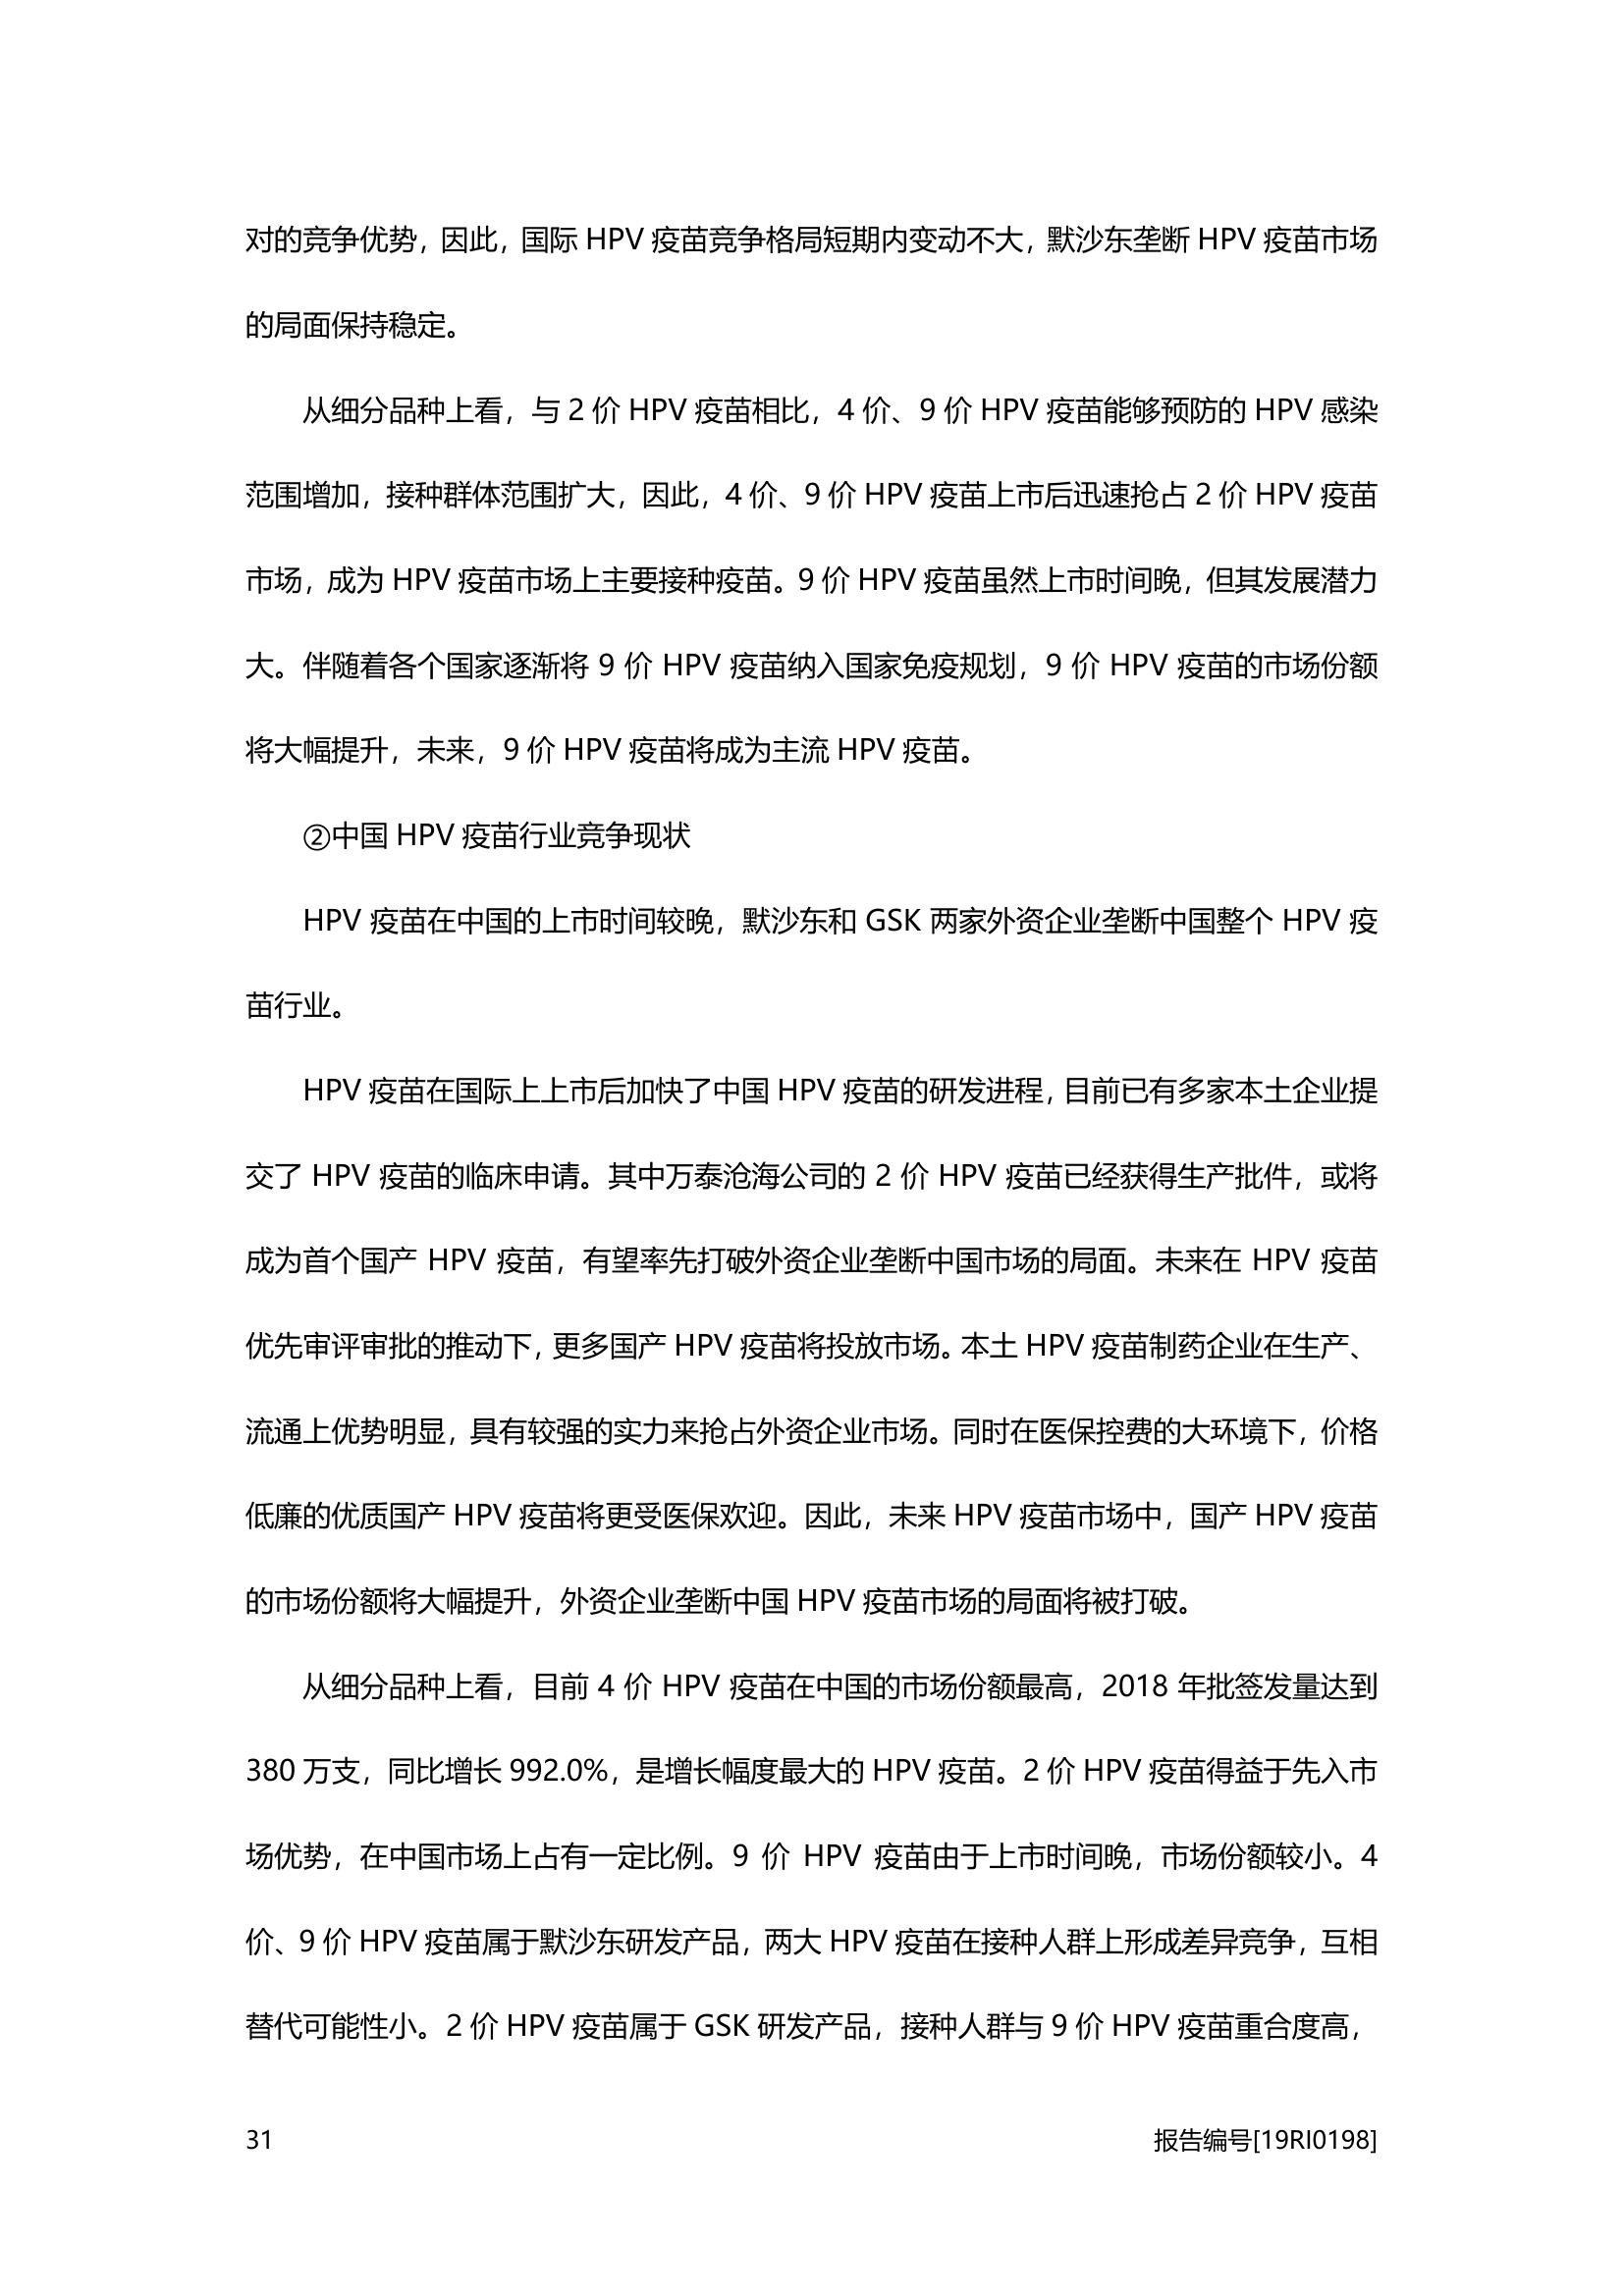 对的竞争优势，因此，国际 HPV 疫苗竞争格局短期内变动不大，默沙东垄断 HPV 疫苗市场
的局面保持稳定。
从细分品种上看，与 2 价 HPV 疫苗相比，4 价、9 价 HPV 疫苗能够预防的 HPV 感染
范围增加，接种群体范围扩大，因此，4 价、9 价 HPV 疫苗上市后迅速抢占 2 价 HPV 疫苗
市场，成为 HPV 疫苗市场上主要接种疫苗。9 价 HPV 疫苗虽然上市时间晚，但其发展潜力
大。伴随着各个国家逐渐将 9 价 HPV 疫苗纳入国家免疫规划，9 价 HPV 疫苗的市场份额
将大幅提升，未来，9 价 HPV 疫苗将成为主流 HPV 疫苗。
②中国 HPV 疫苗行业竞争现状
HPV 疫苗在中国的上市时间较晚，默沙东和 GSK 两家外资企业垄断中国整个 HPV 疫
苗行业。
HPV 疫苗在国际上上市后加快了中国 HPV 疫苗的研发进程，目前已有多家本土企业提
交了 HPV 疫苗的临床申请。其中万泰沧海公司的 2 价 HPV 疫苗已经获得生产批件，或将
成为首个国产 HPV 疫苗，有望率先打破外资企业垄断中国市场的局面。未来在 HPV 疫苗
优先审评审批的推动下，更多国产 HPV 疫苗将投放市场。本土 HPV 疫苗制药企业在生产、
流通上优势明显，具有较强的实力来抢占外资企业市场。同时在医保控费的大环境下，价格
低廉的优质国产 HPV 疫苗将更受医保欢迎。因此，未来 HPV 疫苗市场中，国产 HPV 疫苗
的市场份额将大幅提升，外资企业垄断中国 HPV 疫苗市场的局面将被打破。
从细分品种上看，目前 4 价 HPV 疫苗在中国的市场份额最高，2018 年批签发量达到
380 万支，同比增长 992.0%，是增长幅度最大的 HPV 疫苗。2 价 HPV 疫苗得益于先入市
场优势，在中国市场上占有一定比例。9 价 HPV 疫苗由于上市时间晚，市场份额较小。4
价、9 价 HPV 疫苗属于默沙东研发产品，两大 HPV 疫苗在接种人群上形成差异竞争，互相
替代可能性小。2 价 HPV 疫苗属于 GSK 研发产品，接种人群与 9 价 HPV 疫苗重合度高，
31 报告编号[19RI0198]